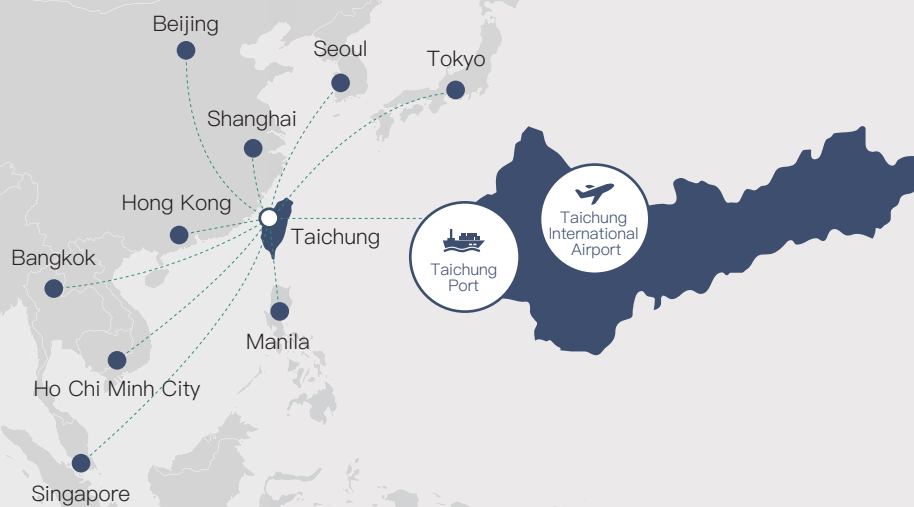 Beijing
Seoul
Tokyo
Shanghai
Hong Kong
Taichung
Bangkok
Manila
Ho Chi Minh City
Singapore
Taichung
Port
Taichung
International
Airport